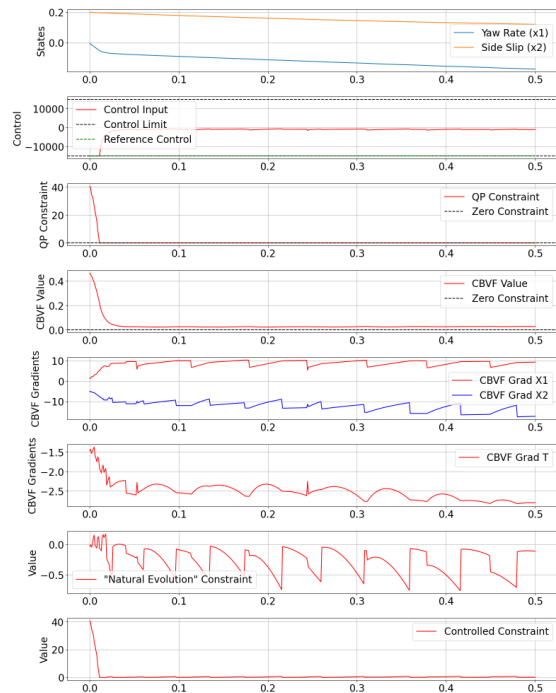 0.2
0.0
States
Yaw Rate (x1)
Side Slip (x2)
0.0 0.1 0.2 0.3 0.4 0.5
10000
0
−10000
Control
Control Input
Control Limit
Reference Control
0.0 0.1 0.2 0.3 0.4 0.5
40
20
0
QP Constraint
QP Constraint
Zero Constraint
0.0 0.1 0.2 0.3 0.4 0.5
0.4
0.2
0.0
CBVF Value
CBVF Value
Zero Constraint
0.0 0.1 0.2 0.3 0.4 0.5
10
0
−10
CBVF Gradients
CBVF Grad X1
CBVF Grad X2
0.0 0.1 0.2 0.3 0.4 0.5
−1.5
−2.0
−2.5
CBVF Gradients
CBVF Grad T
0.0 0.1 0.2 0.3 0.4 0.5
0.0
−0.5
Value
"Natural Evolution" Constraint
0.0 0.1 0.2 0.3 0.4 0.5
40
20
0
Value
Controlled Constraint
0.0 0.1 0.2 0.3 0.4 0.5